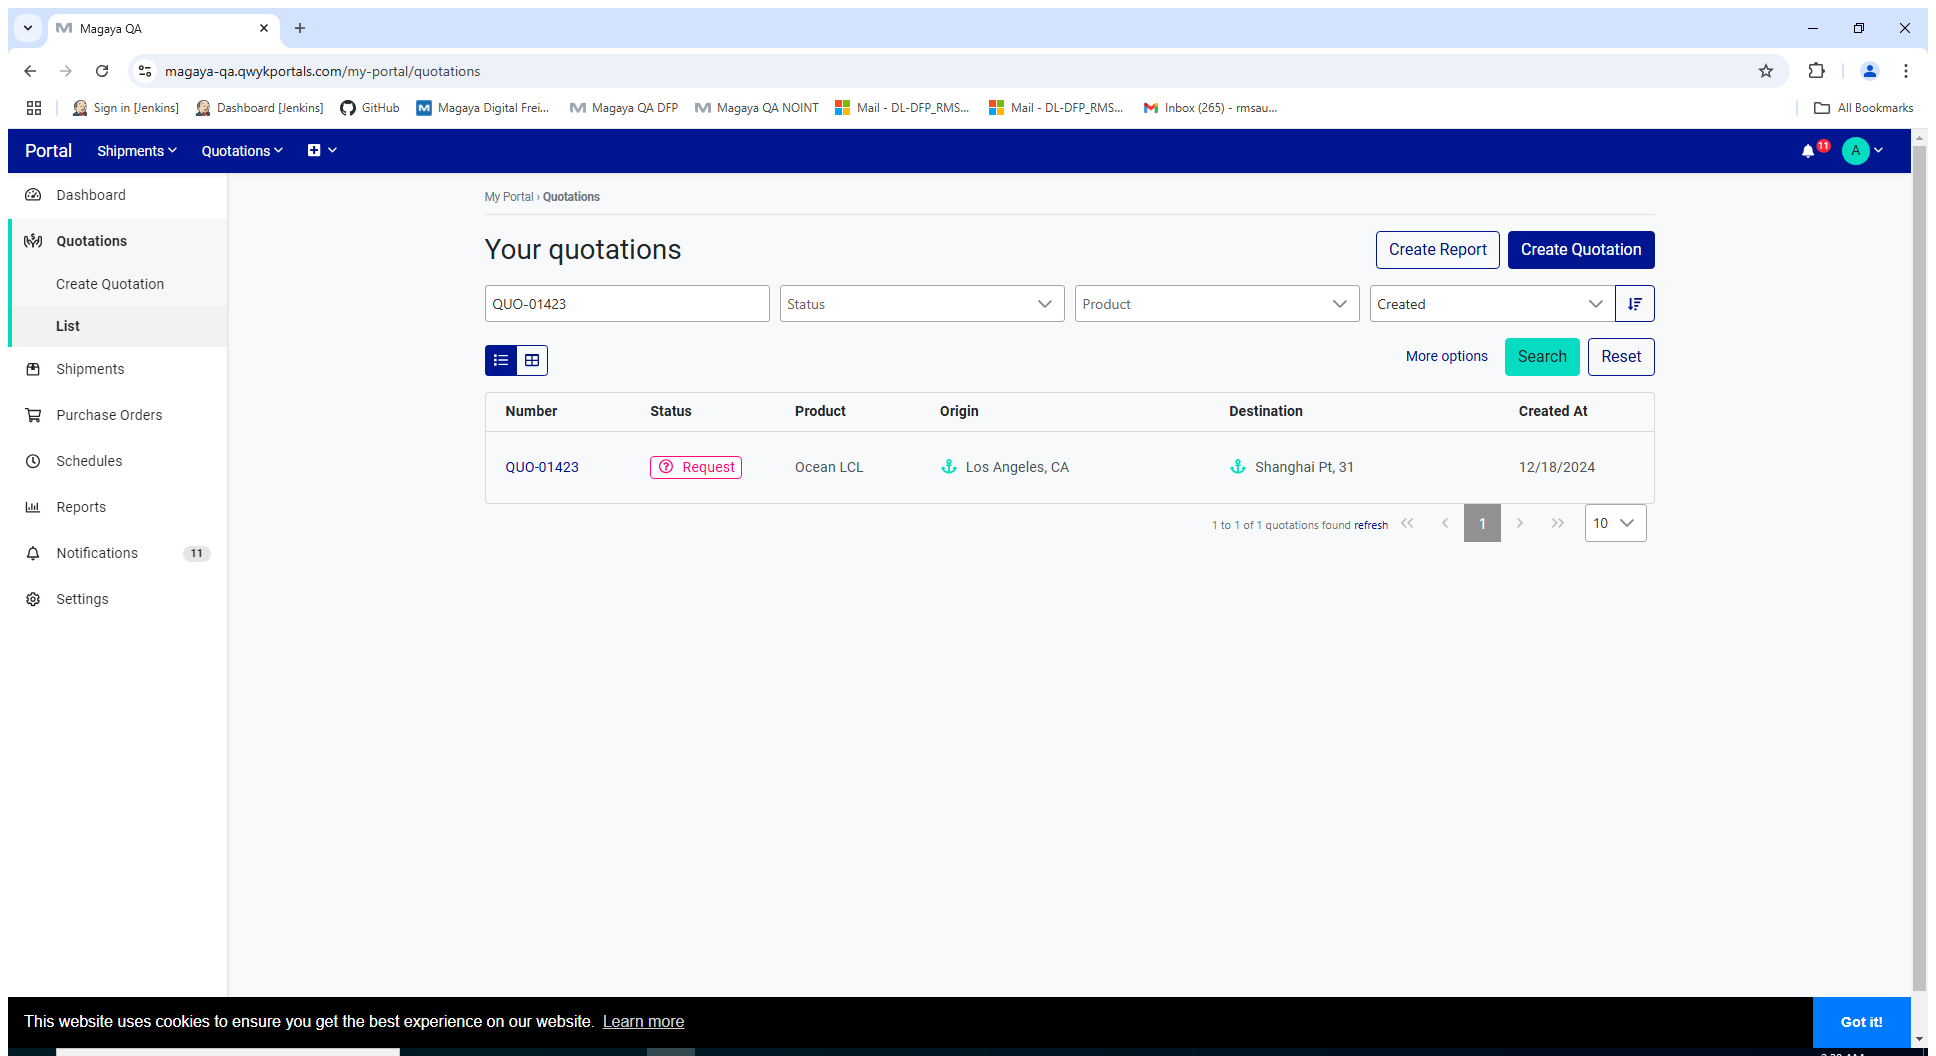 Magaya QA
magaya-qa.qwykportals.com/my-portal/quotations
Sign in [Jenkins]
Dashboard [Jenkins]
GitHub
Magaya Digital Frei...
Magaya QA DFP
Magaya QA NOINT
Mail - DL-DFP_RMS...
Mail - DL-DFP_RMS...
Inbox (265) - rmsau...
All Bookmarks
Portal
Shipments
Quotations
11
A
Dashboard
Quotations
Create Quotation
List
Shipments
Purchase Orders
Schedules
Reports
Notifications 11
Settings
My Portal › Quotations
Your quotations
Create Report
Create Quotation
QUO-01423
Status
Product
Created
More options
Search
Reset
Number Status Product Origin Destination Created At
QUO-01423 Request Ocean LCL Los Angeles, CA Shanghai Pt, 31 12/18/2024
1 to 1 of 1 quotations found refresh
1
10
This website uses cookies to ensure you get the best experience on our website. Learn more
Got it!